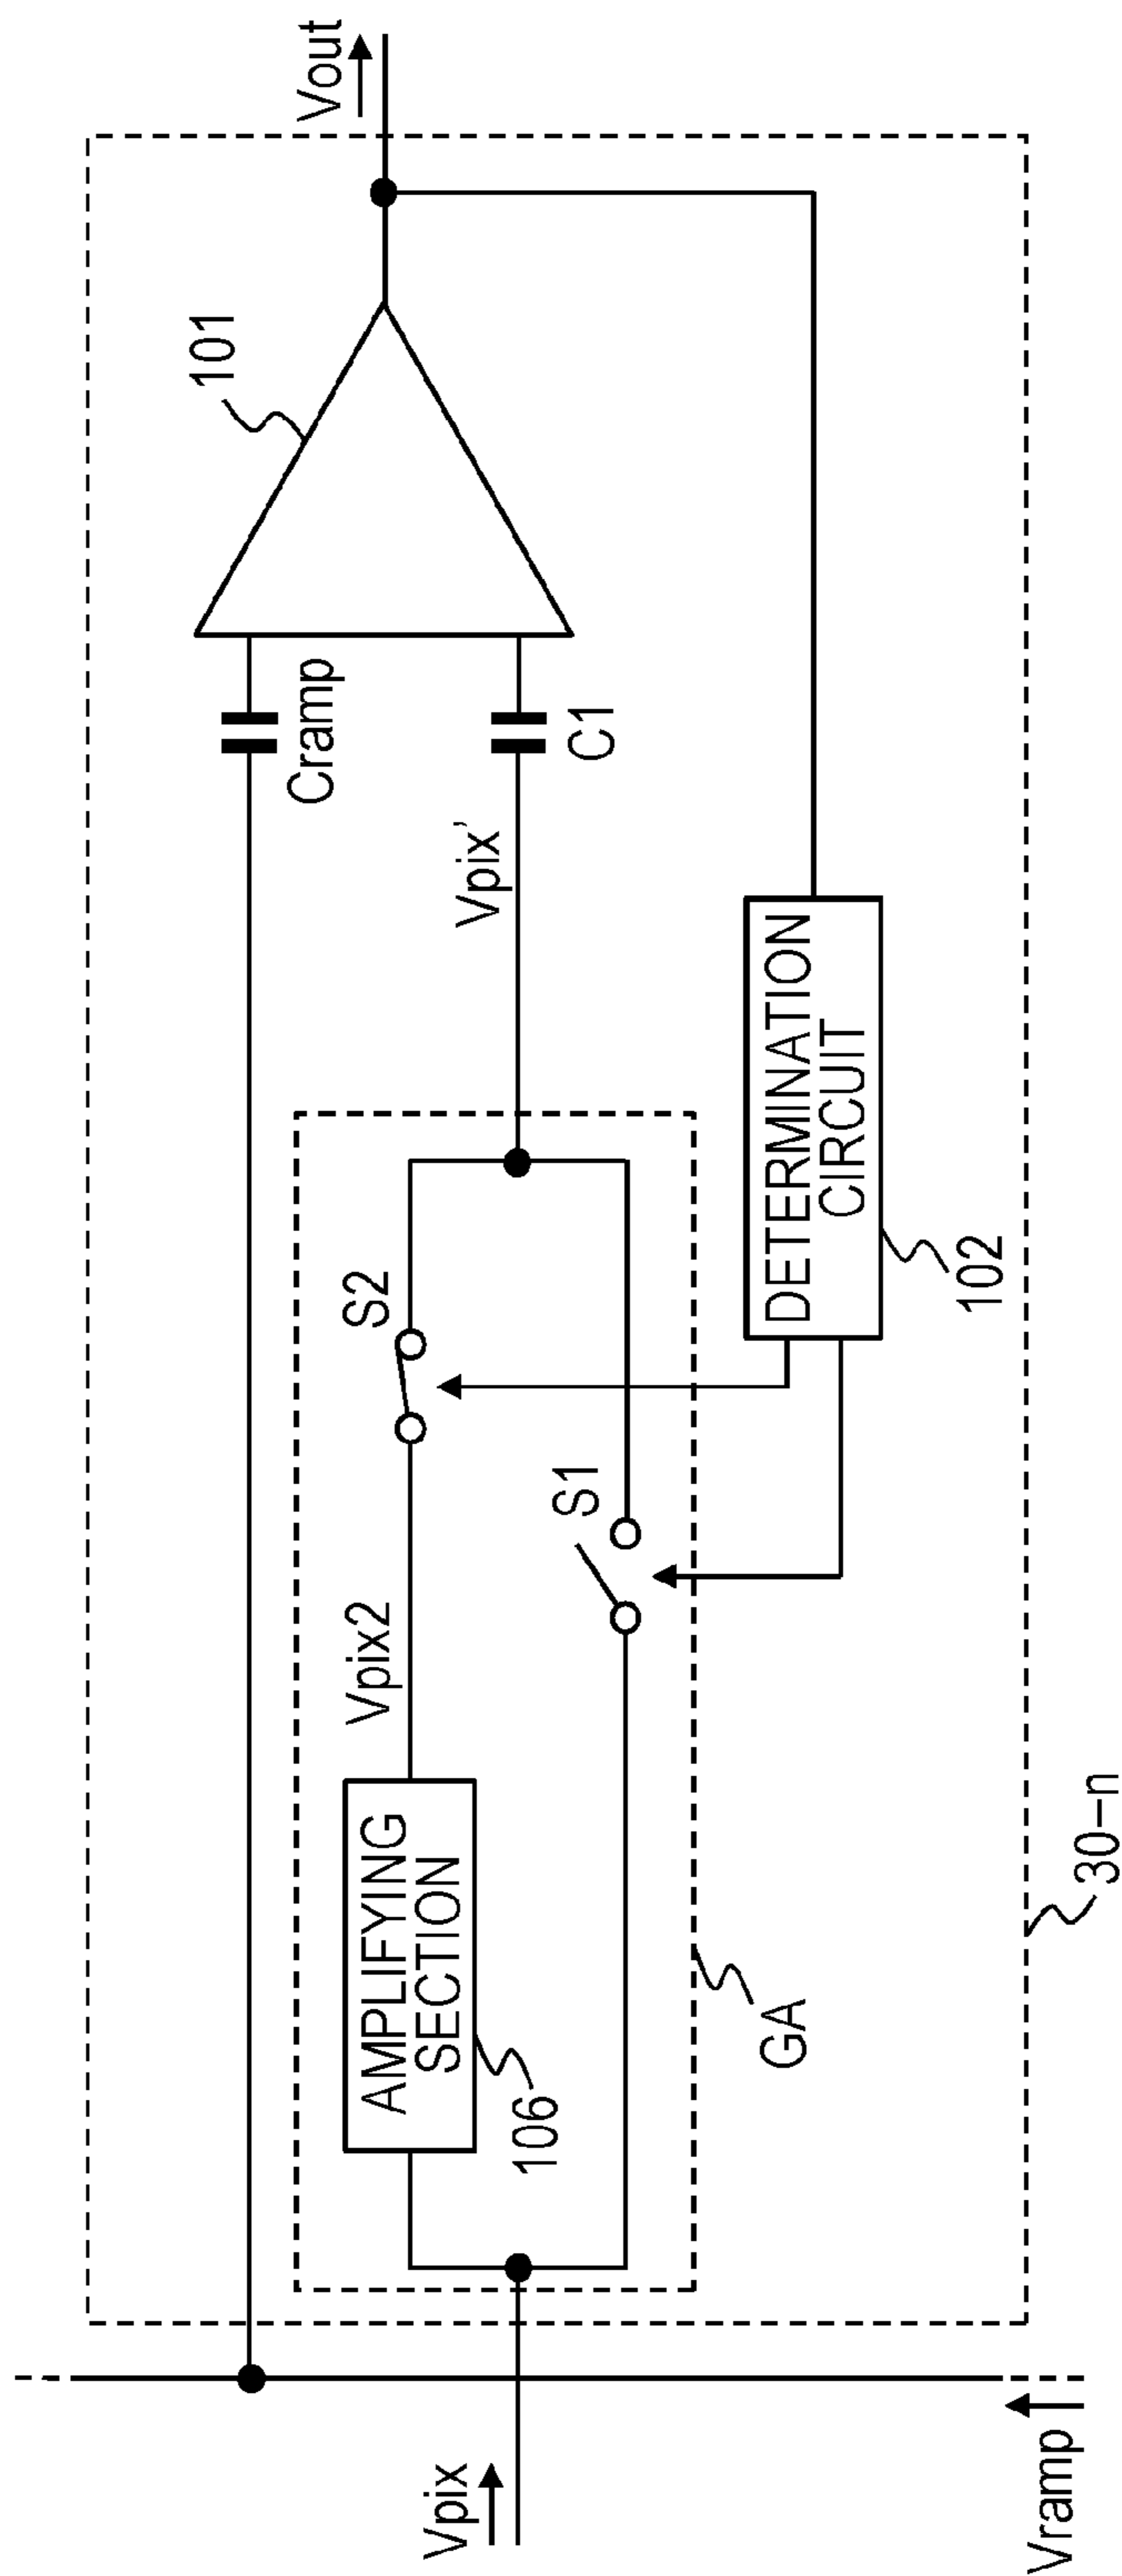 Vout
101
Cramp
C1
Vpix’
S2
S1
Vpix2
AMPLIFYING
SECTION
106
DETERMINATION
CIRCUIT
102
GA
30–n
Vpix
Vramp